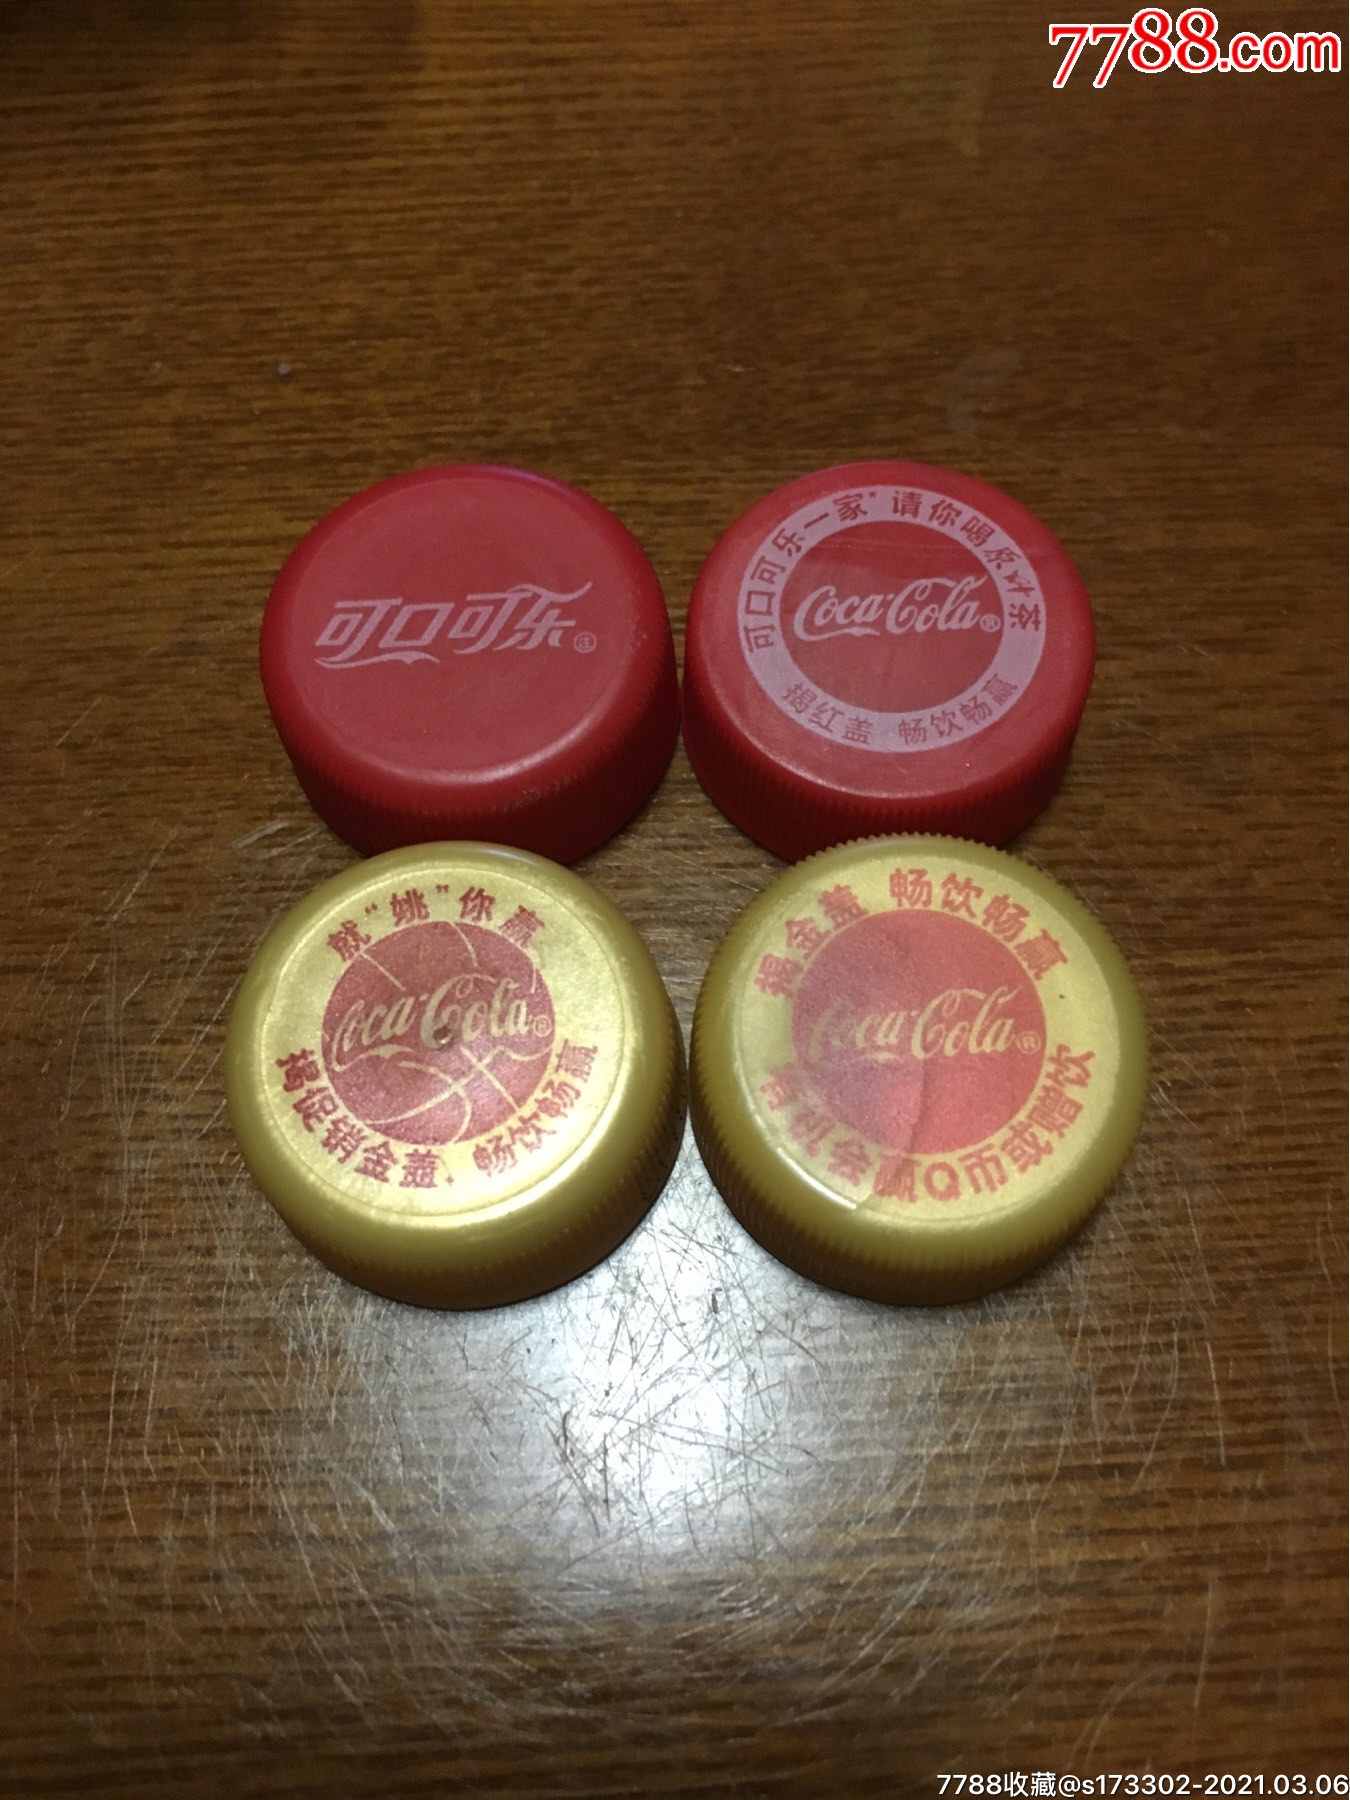 7788.com
可口可乐
注
可口可乐一家"请你喝原叶茶
Coca-Cola®
揭红盖 畅饮畅赢
就"姚"你赢
Coca-Cola®
揭促销金盖, 畅饮畅赢
揭金盖 畅饮畅赢
Coca-Cola®
有机会赢Q币或赠饮
7788收藏@s173302-2021.03.06